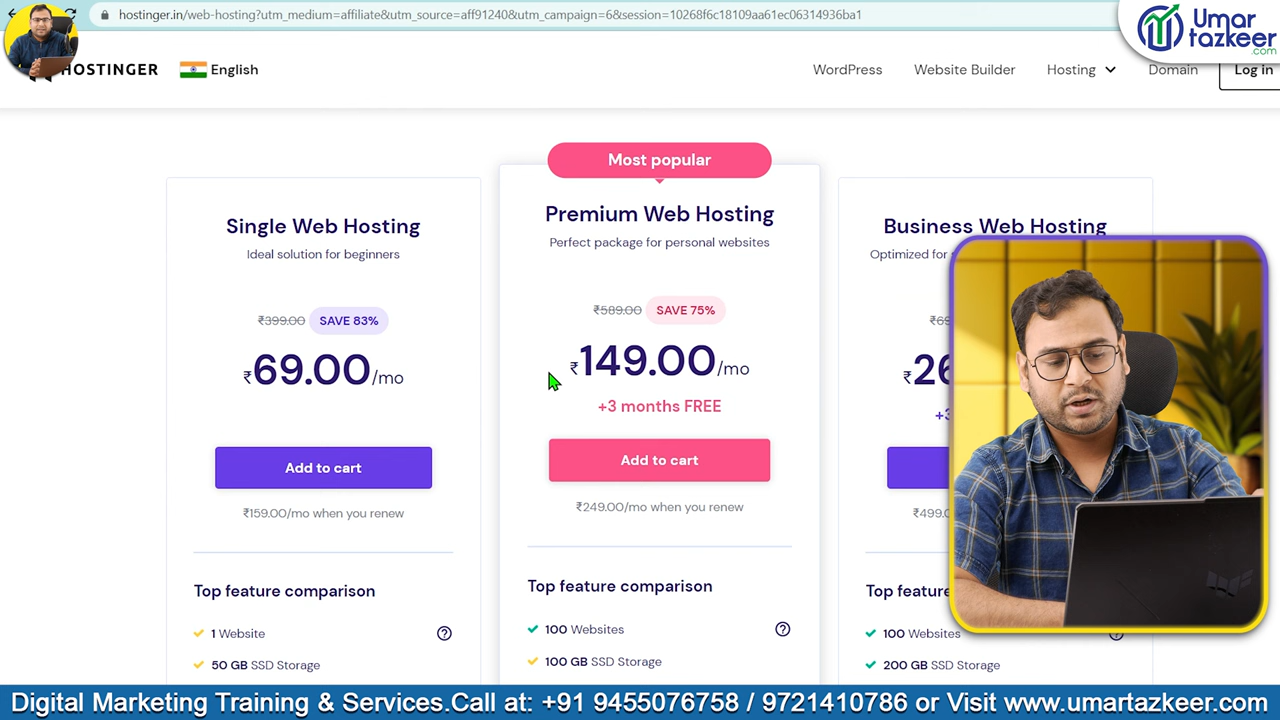 hostinger.in/web-hosting?utm_medium=affiliate&utm_source=aff91240&utm_campaign=6&session=10268f6c18103aa61ec06314936ba1
Umar
tazkeer
.com
HOSTINGER
English
WordPress
Website Builder
Hosting
Domain
Log in
Most popular
Single Web Hosting
Ideal solution for beginners
₹399.00 SAVE 83%
₹69.00/mo
Add to cart
₹159.00/mo when you renew
Top feature comparison
1 Website
50 GB SSD Storage
Premium Web Hosting
Perfect package for personal websites
₹589.00 SAVE 75%
₹149.00/mo
+3 months FREE
Add to cart
₹249.00/mo when you renew
Top feature comparison
100 Websites
100 GB SSD Storage
Business Web Hosting
Optimized for
Top feature
100 Websites
200 GB SSD Storage
Digital Marketing Training & Services.Call at: +91 9455076758 / 9721410786 or Visit www.umartazkeer.com